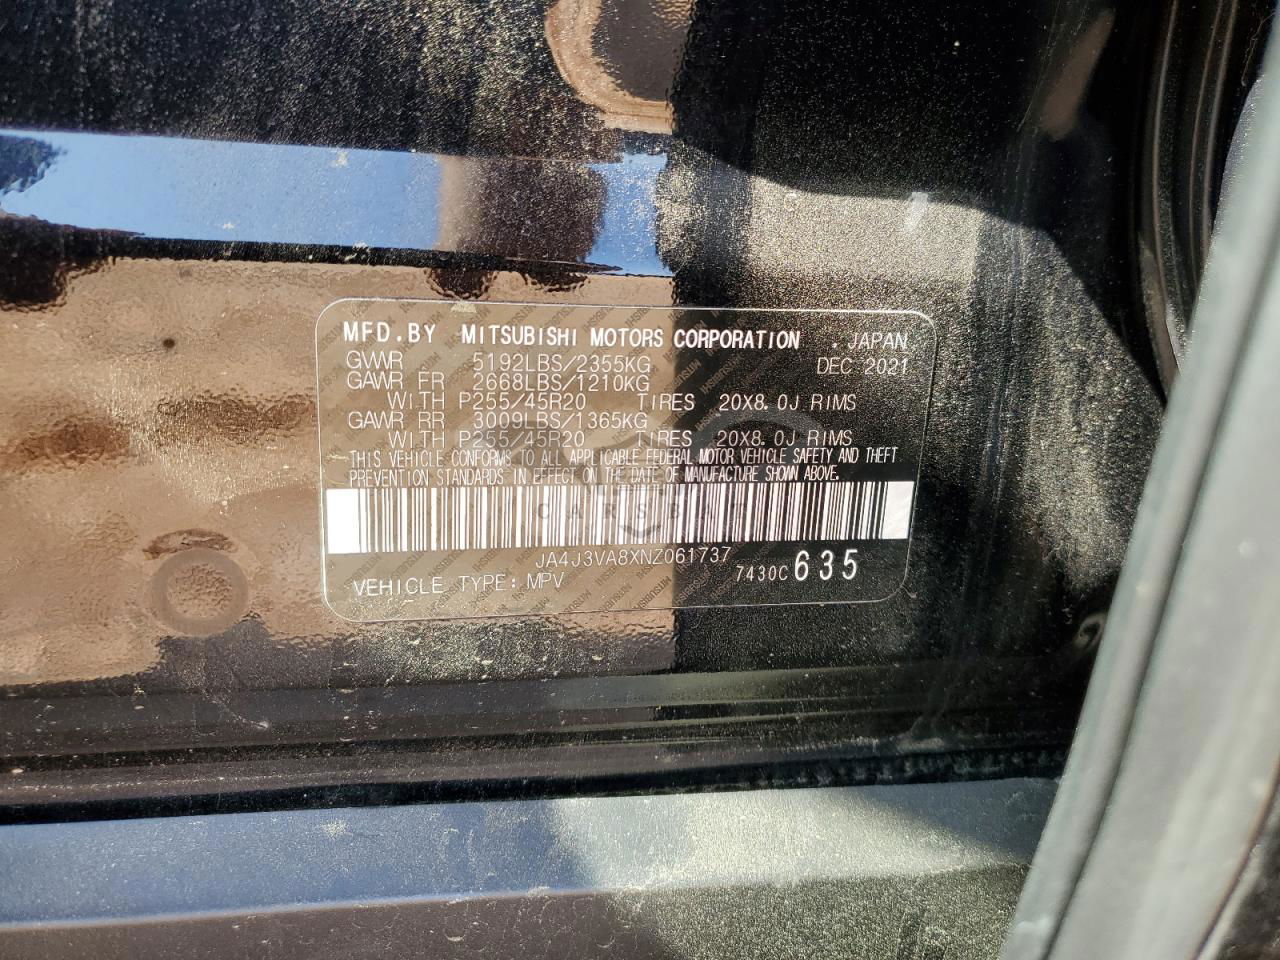 MFD.BY MITSUBISHI MOTORS CORPORATION . JAPAN
GVWR 5192LBS/2355KG DEC 2021
GAWR FR 2668LBS/1210KG
WITH P255/45R20 TIRES 20X8.0J RIMS
GAWR RR 3009LBS/1365KG
WITH P255/45R20 TIRES 20X8.0J RIMS
THIS VEHICLE CONFORMS TO ALL APPLICABLE FEDERAL MOTOR VEHICLE SAFETY AND THEFT
PREVENTION STANDARDS IN EFFECT ON THE DATE OF MANUFACTURE SHOWN ABOVE.
JA4J3VA8XNZ061737
VEHICLE TYPE: MPV 7430C 635